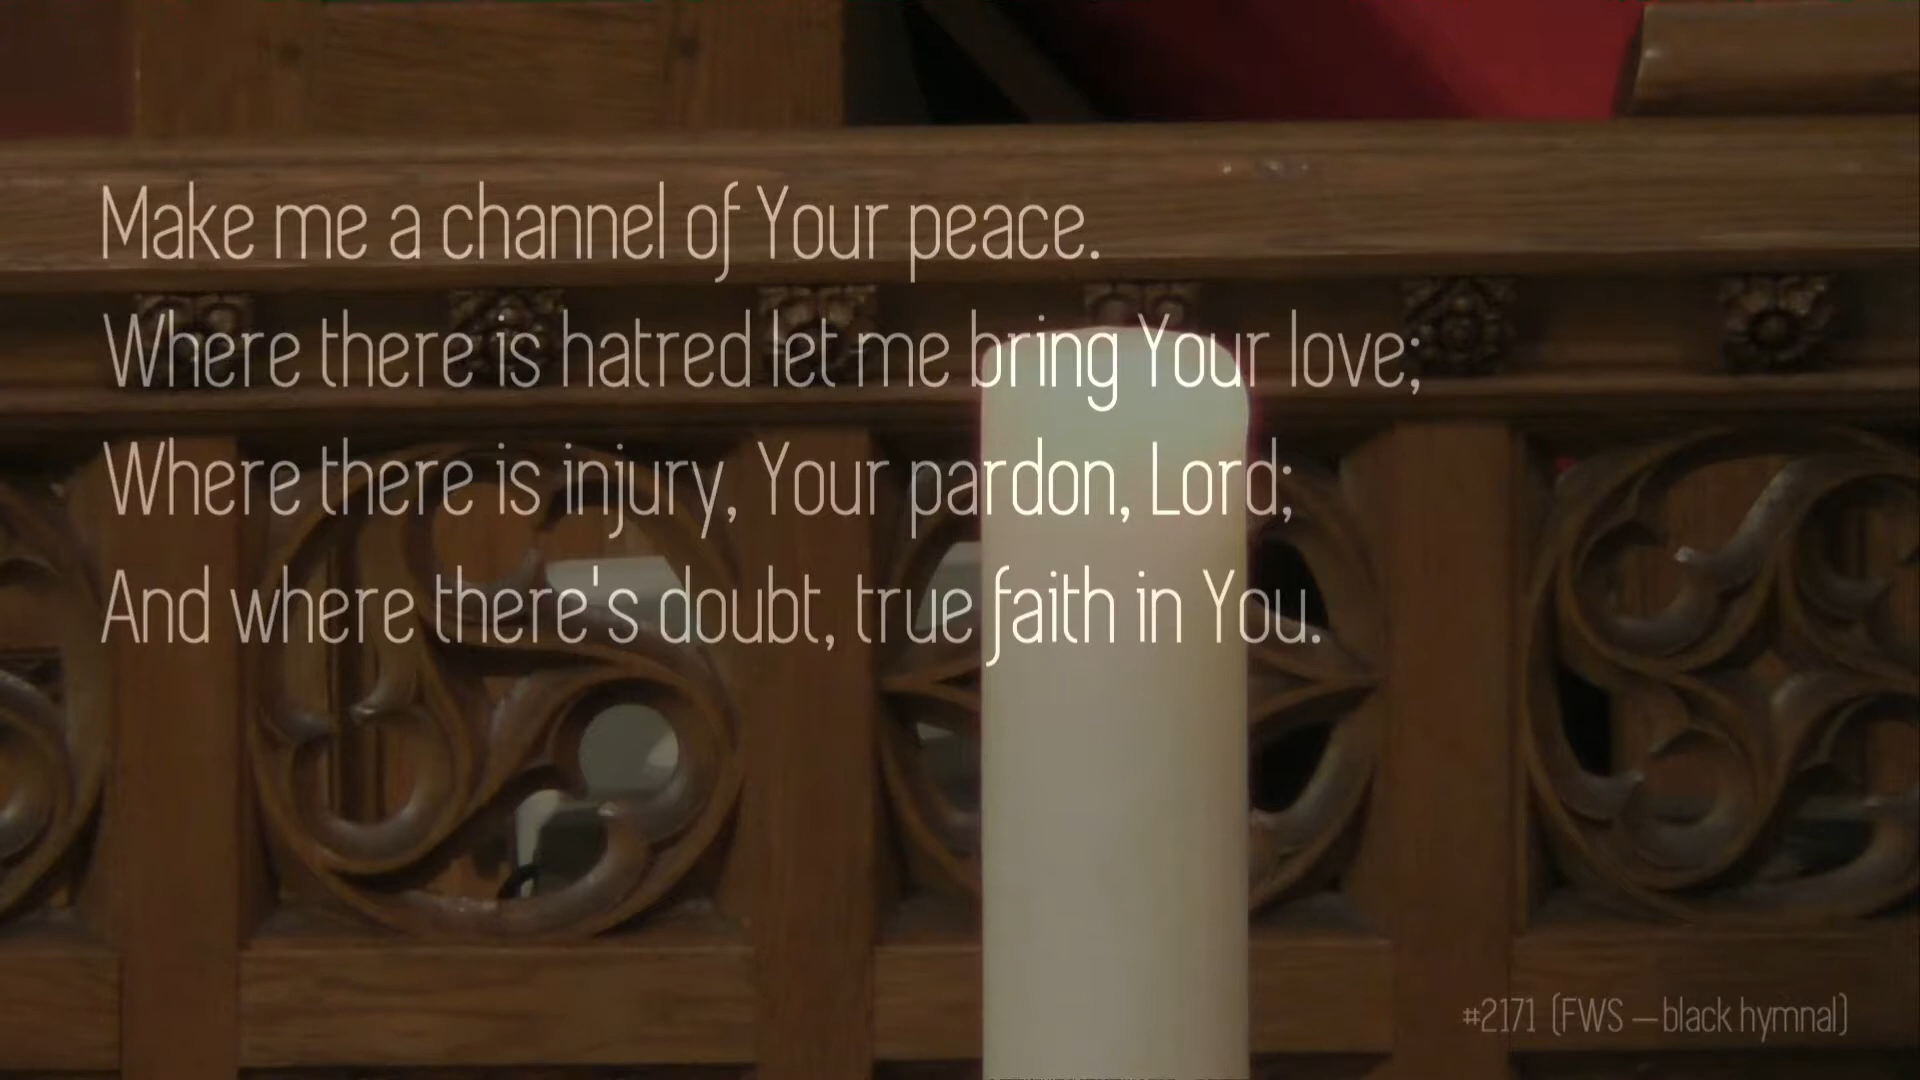 Make me a channel of Your peace.
Where there is hatred let me bring Your love;
Where there is injury, Your pardon, Lord;
And where there's doubt, true faith in You.
#2171 (FWS – black hymnal)